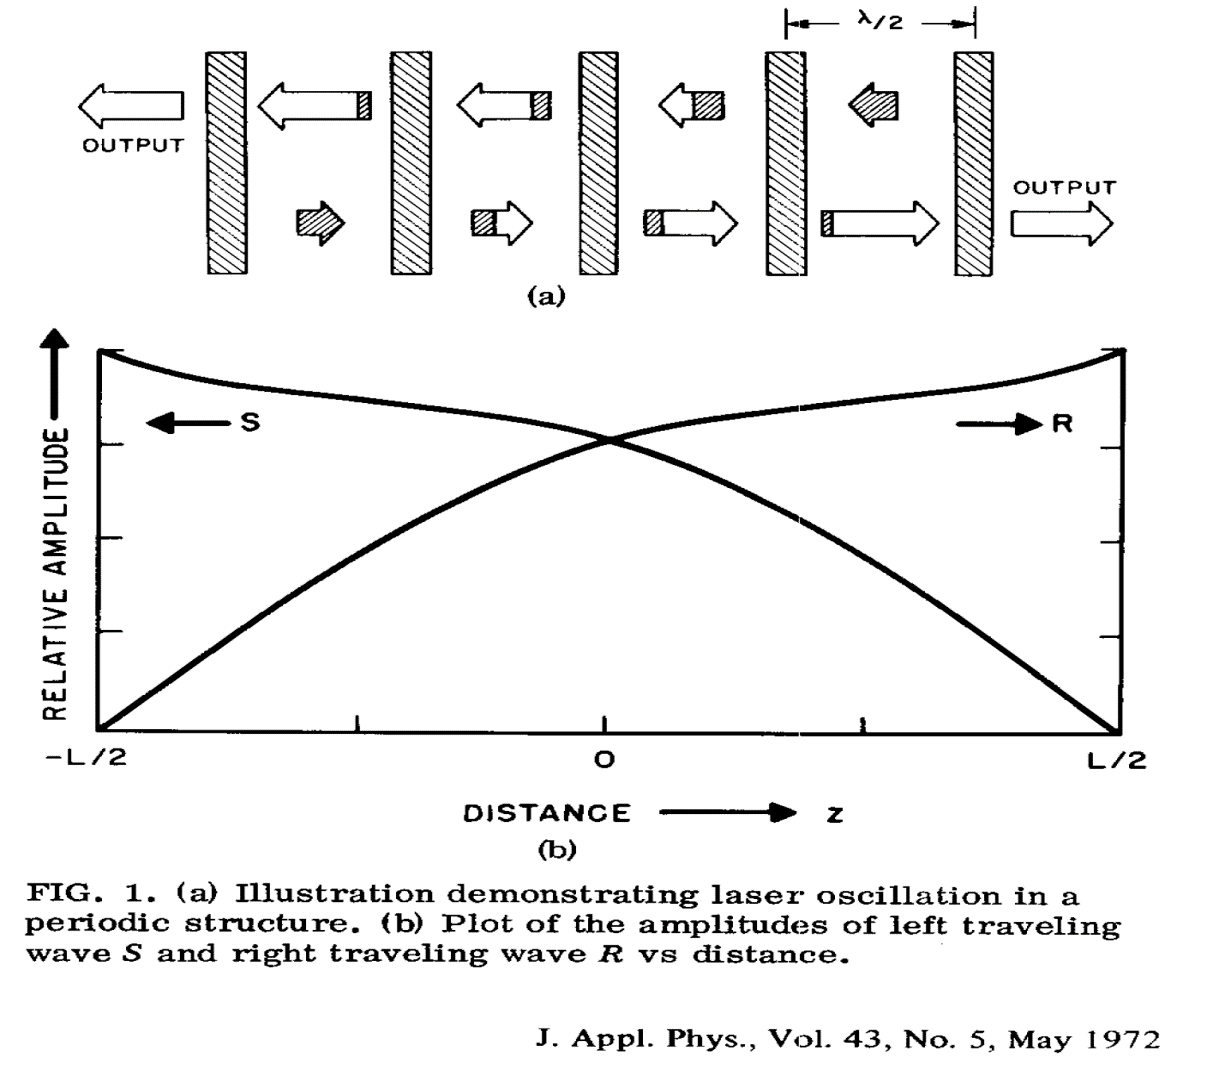 λ/2
OUTPUT
OUTPUT
(a)
RELATIVE AMPLITUDE
S
R
-L/2
0
L/2
DISTANCE
z
(b)
FIG. 1. (a) Illustration demonstrating laser oscillation in a
periodic structure. (b) Plot of the amplitudes of left traveling
wave S and right traveling wave R vs distance.
J. Appl. Phys., Vol. 43, No. 5, May 1972